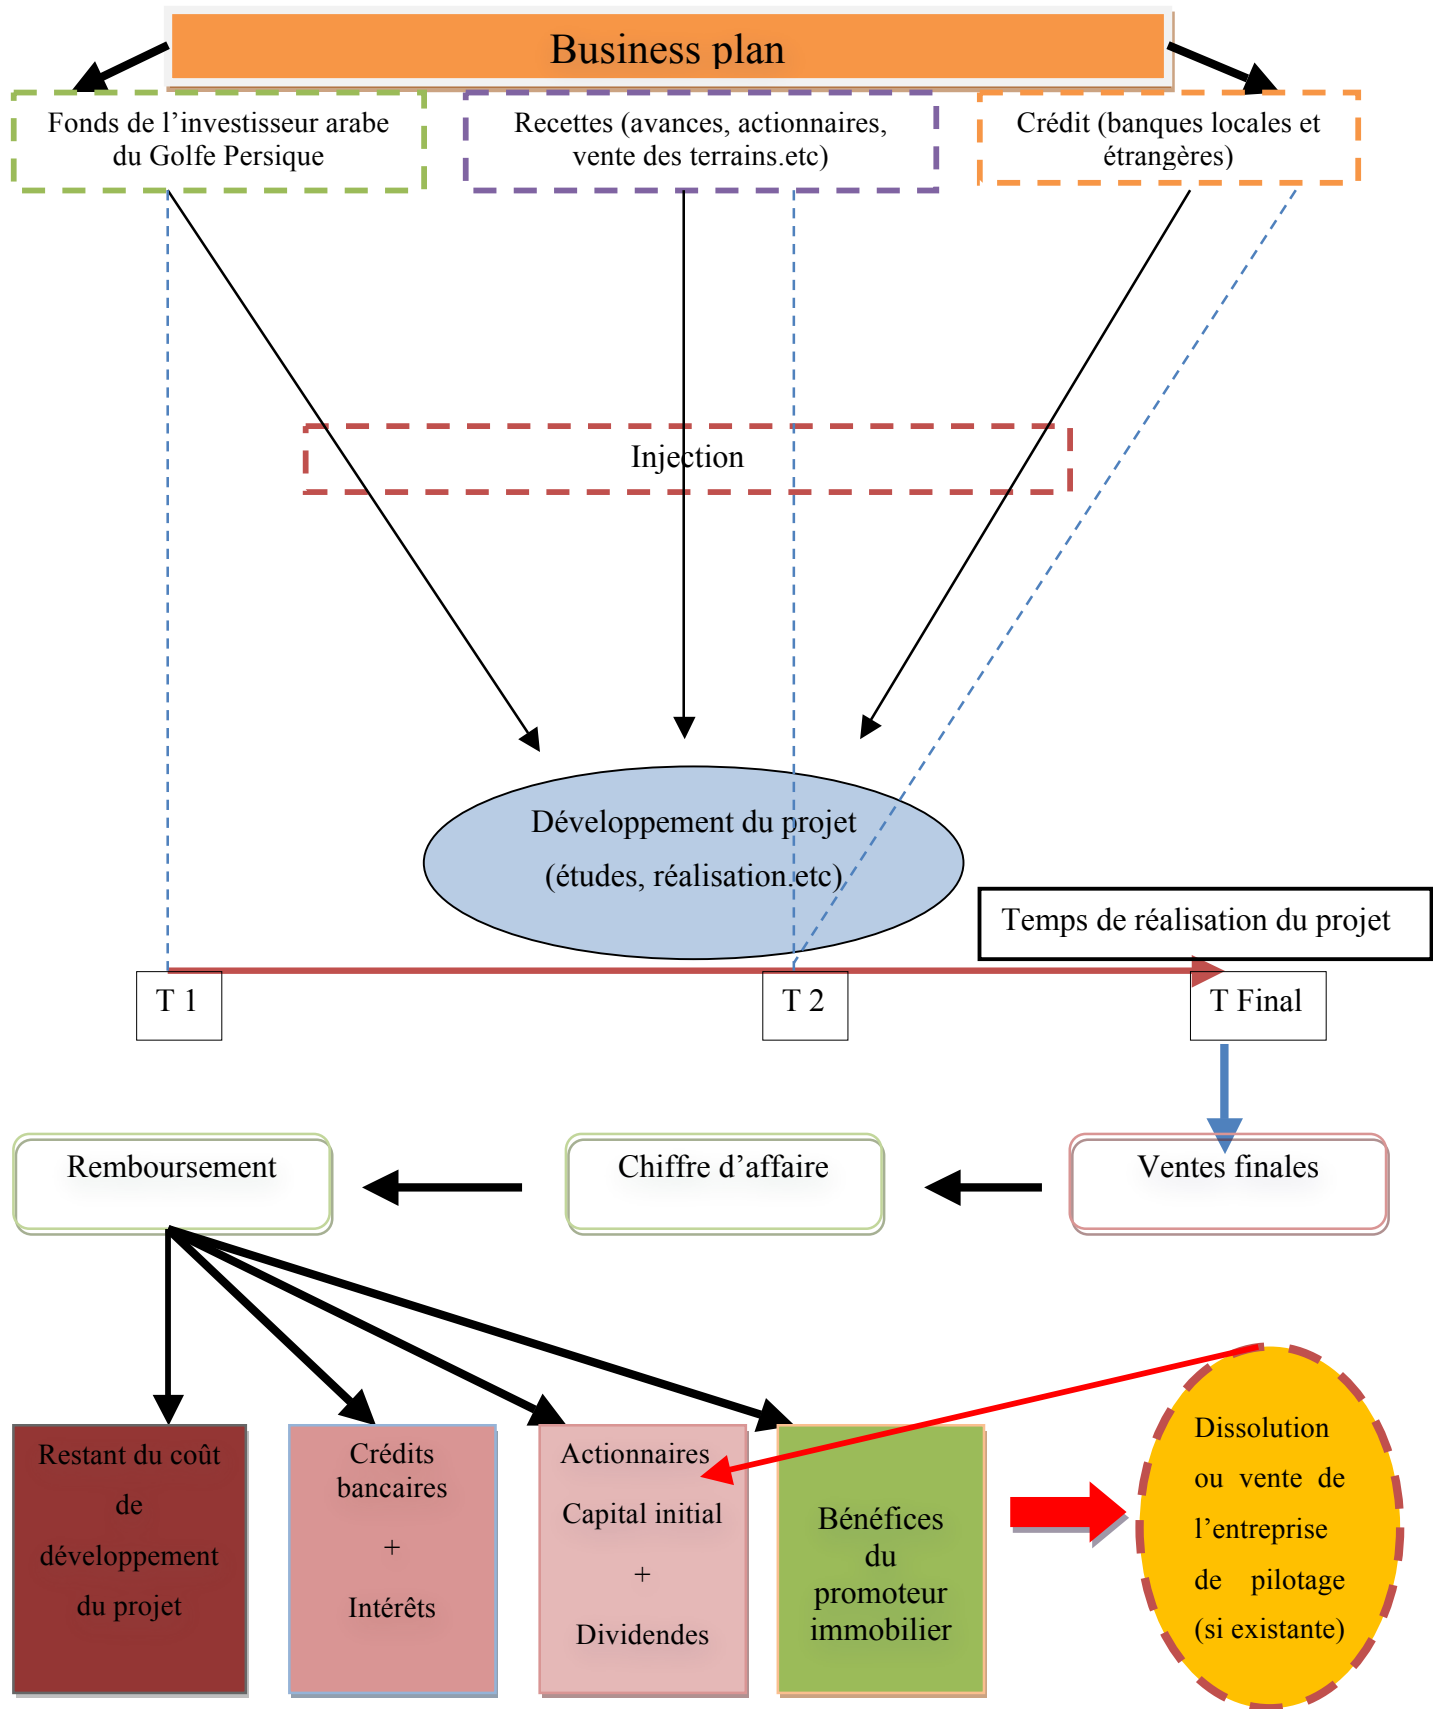 Business plan
Fonds de l’investisseur arabe
du Golfe Persique
Recettes (avances, actionnaires,
vente des terrains.etc)
Crédit (banques locales et
étrangères)
Injection
Développement du projet
(études, réalisation.etc)
Temps de réalisation du projet
T 1
T 2
T Final
Remboursement
Chiffre d’affaire
Ventes finales
Restant du coût
de
développement
du projet
Crédits
bancaires
+
Intérêts
Actionnaires
Capital initial
+
Dividendes
Bénéfices
du
promoteur
immobilier
Dissolution
ou vente de
l’entreprise
de pilotage
(si existante)